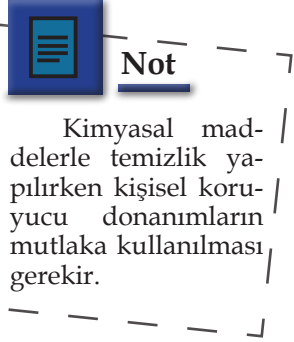 Not
Kimyasal mad-
delerle temizlik ya-
pılırken kişisel koru-
yucu donanımların
mutlaka kullanılması
gerekir.